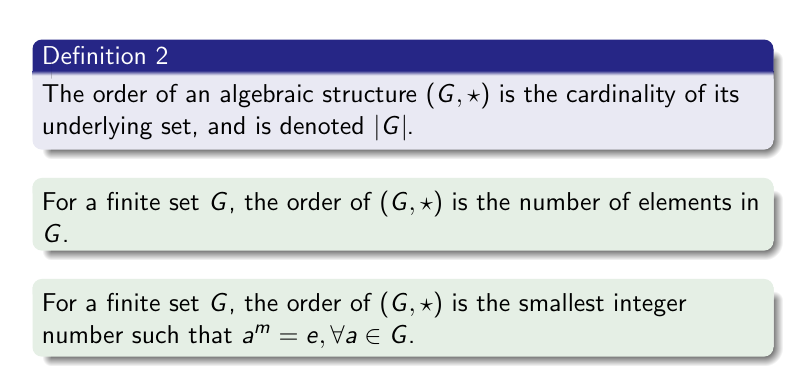 Definition 2
The order of an algebraic structure (G, ⋆) is the cardinality of its
underlying set, and is denoted |G|.
For a finite set G, the order of (G, ⋆) is the number of elements in
G.
For a finite set G, the order of (G, ⋆) is the smallest integer
number such that a^m = e, ∀a ∈ G.